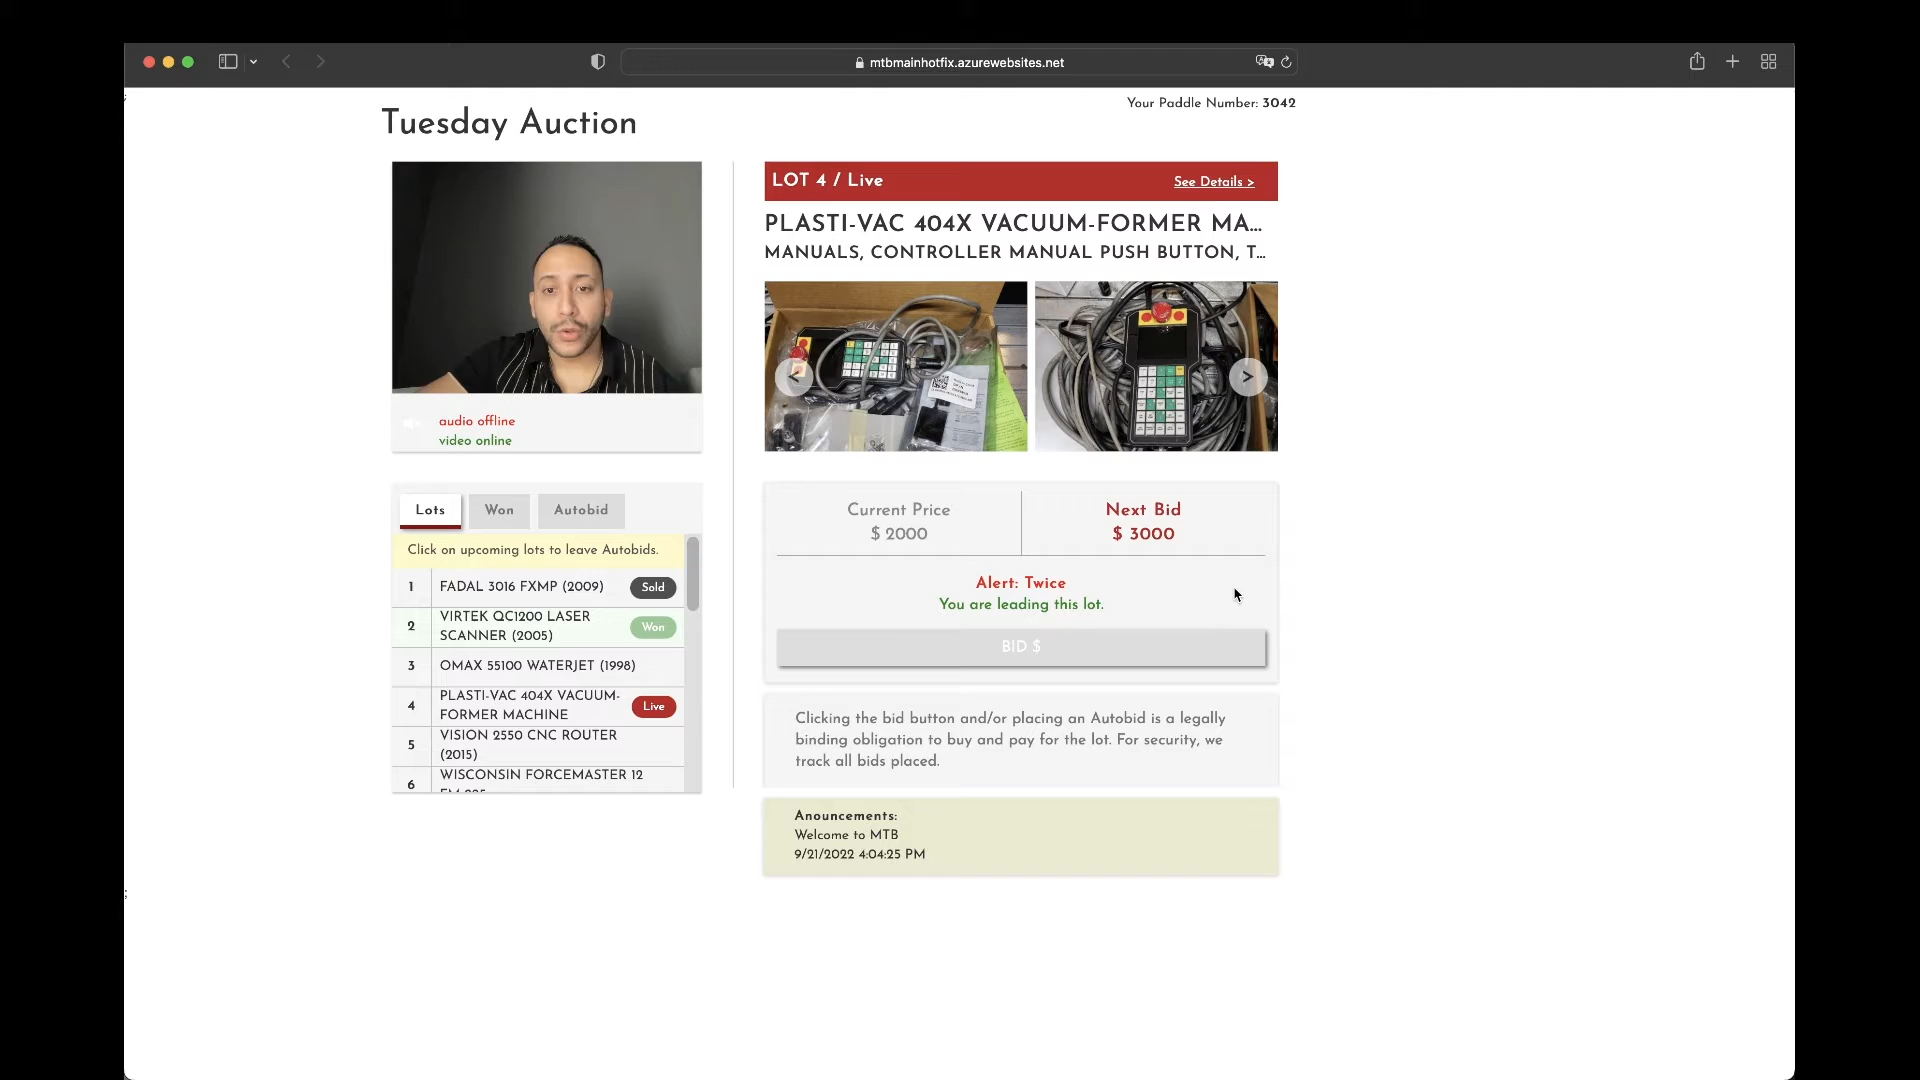 mtbmainhotfix.azurewebsites.net
Your Paddle Number: 3042
Tuesday Auction
LOT 4 / Live
See Details >
PLASTI-VAC 404X VACUUM-FORMER MA...
MANUALS, CONTROLLER MANUAL PUSH BUTTON, T...
audio offline
video online
Lots
Won
Autobid
Click on upcoming lots to leave Autobids.
1
FADAL 3016 FXMP (2009)
Sold
2
VIRTEK QC1200 LASER
SCANNER (2005)
Won
3
OMAX 55100 WATERJET (1998)
4
PLASTI-VAC 404X VACUUM-
FORMER MACHINE
Live
5
VISION 2550 CNC ROUTER
(2015)
6
WISCONSIN FORCEMASTER 12
Current Price
$ 2000
Next Bid
$ 3000
Alert: Twice
You are leading this lot.
BID $
Clicking the bid button and/or placing an Autobid is a legally
binding obligation to buy and pay for the lot. For security, we
track all bids placed.
Anouncements:
Welcome to MTB
9/21/2022 4:04:25 PM